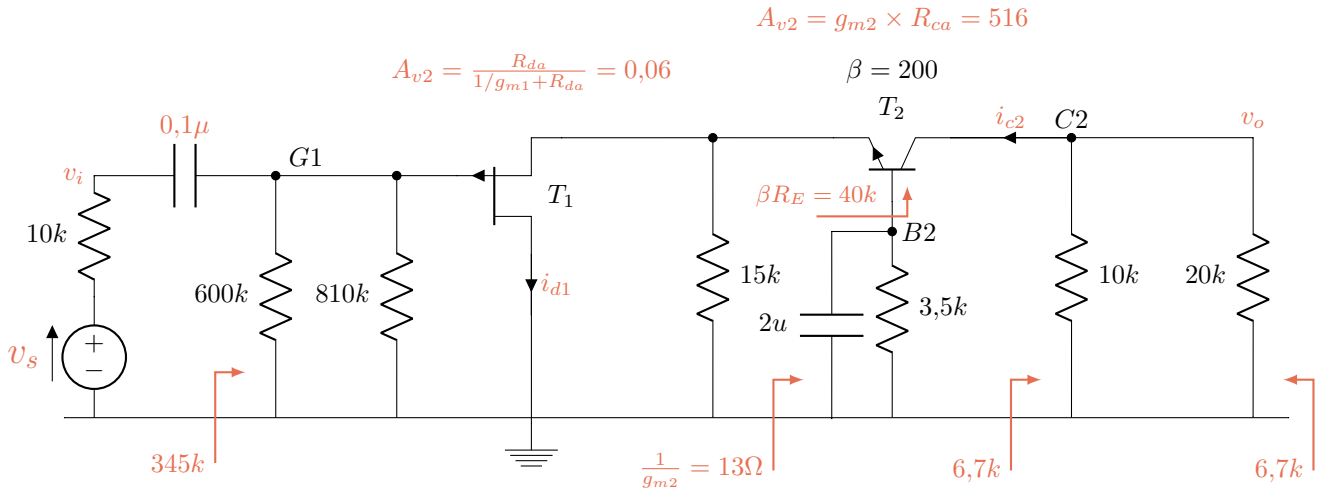 A_{v2} = g_{m2} × R_{ca} = 516
A_{v2} = \frac{R_{da}}{1/g_{m1}+R_{da}} = 0,06
β = 200
T_2
0,1μ
G1
i_{c2}
C2
v_o
v_i
T_1
βR_E = 40k
10k
B2
600k
810k
i_{d1}
15k
3,5k
10k
20k
2u
v_s
+
−
345k
\frac{1}{g_{m2}} = 13Ω
6,7k
6,7k